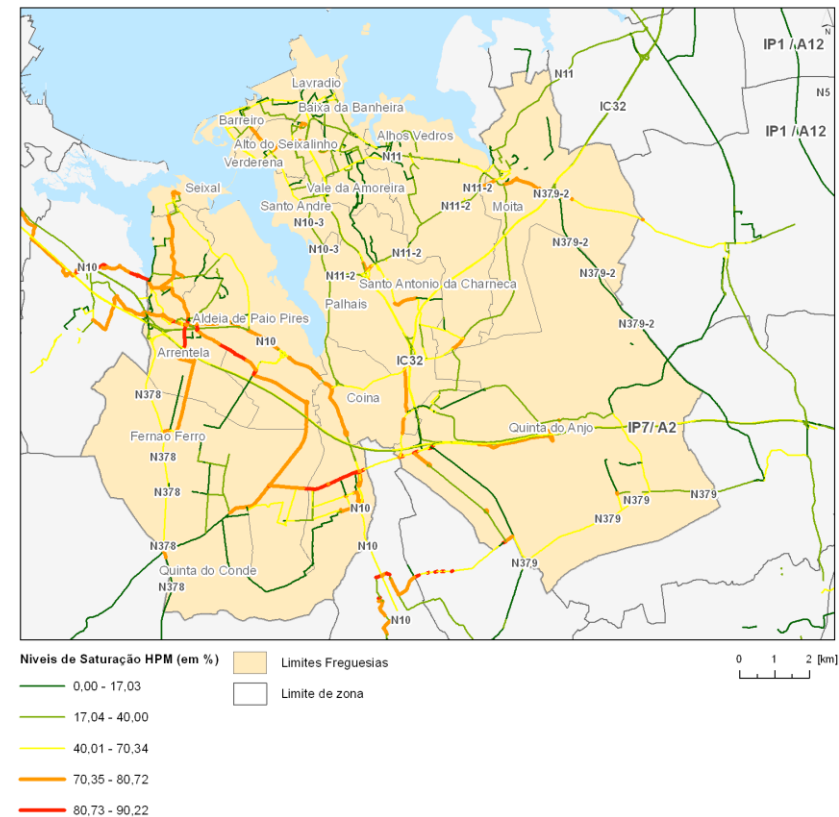 N
IP1 / A12
Lavradio
N11
N5
Baixa da Banheira
IC32
Barreiro
IP1 / A12
Alhos Vedros
Alto do Seixalinho
N11
Verderena
Seixal
Vale da Amoreira
N11-2
N379-2
Santo Andre
N11-2
Moita
N10-3
N379-2
N10-3
N11-2
N10
N11-2
Santo Antonio da Charneca
N379-2
Palhais
Aldeia de Paio Pires
N379-2
N10
Arrentela
IC32
N378
Coina
Quinta do Anjo
IP7/ A2
Fernao Ferro
N378
N378
N379
N379
N10
N379
N378
N10
Quinta do Conde
N379
N378
N10
Niveis de Saturação HPM (em %)
0,00 - 17,03
17,04 - 40,00
40,01 - 70,34
70,35 - 80,72
80,73 - 90,22
Limites Freguesias
Limite de zona
0 1 2 [km]